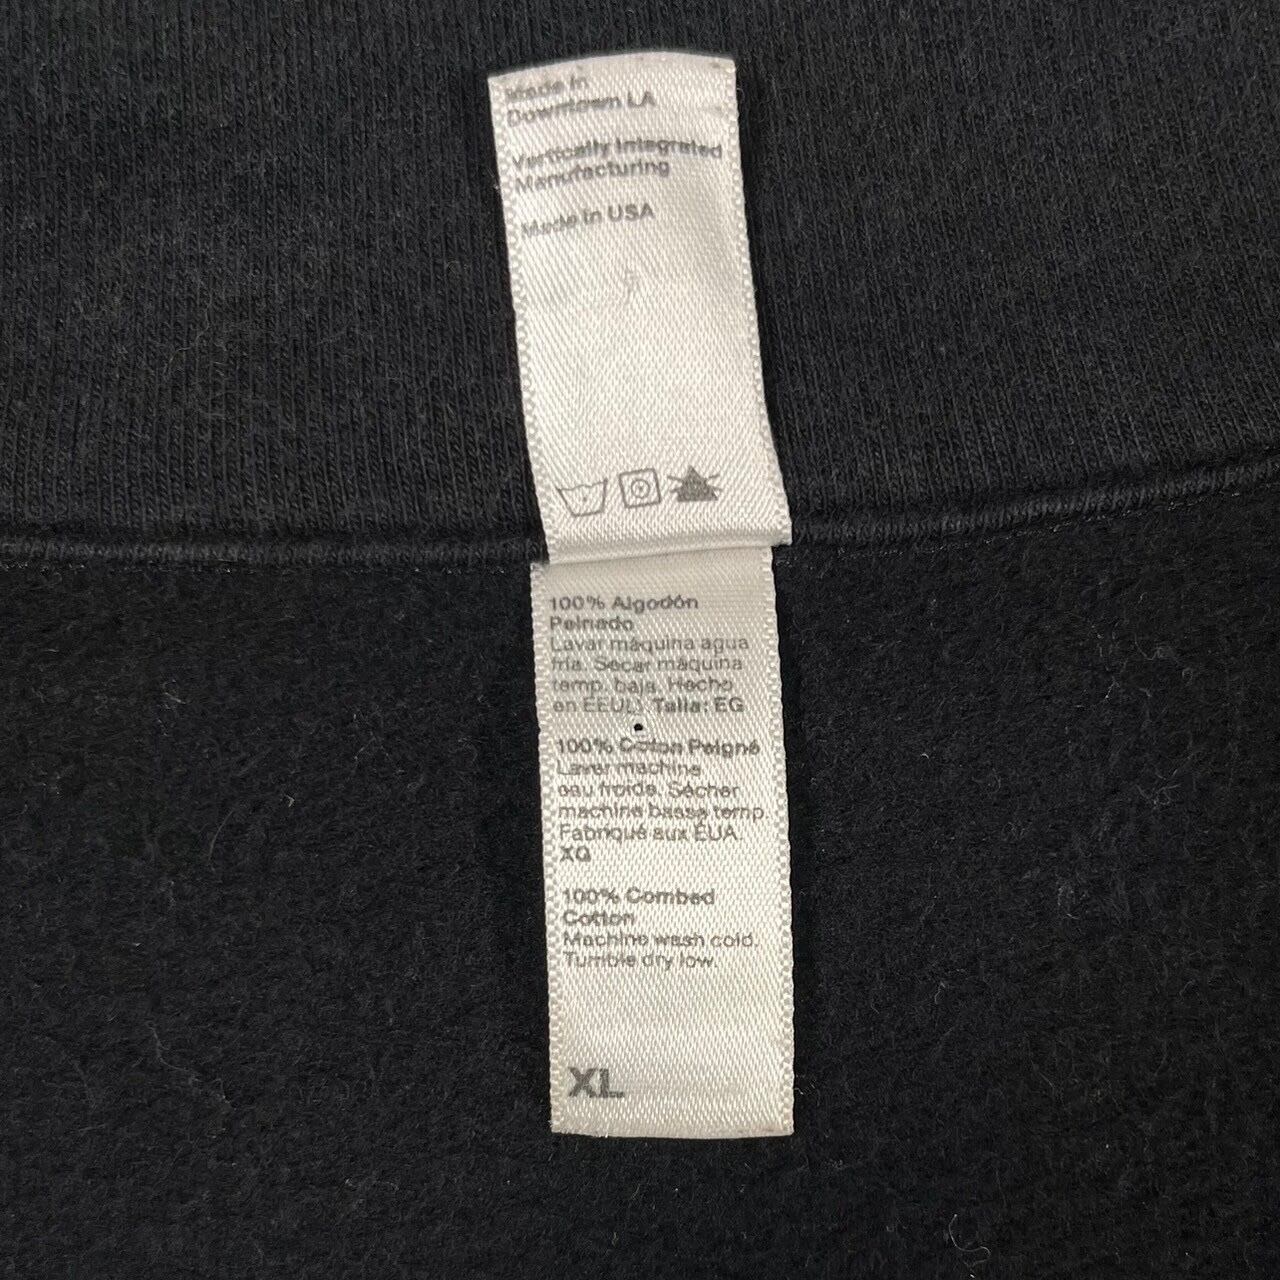 Made in
Downtown LA
Vertically Integrated
Manufacturing
Made in USA
100% Algodón
Peinado
Lavar máquina agua
fría. Secar máquina
temp. baja. Hecho
en EEUU. Talla: EG
100% Coton Peigné
Laver machine
eau froide. Sécher
machine basse temp.
Fabriqué aux ÉUA
XG
100% Combed
Cotton
Machine wash cold.
Tumble dry low.
XL